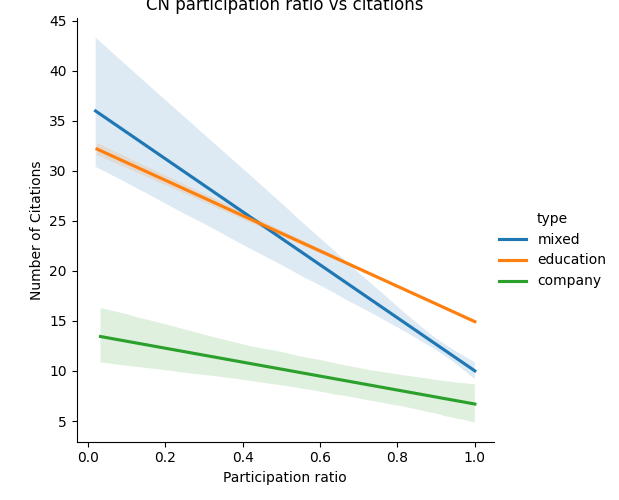 CN participation ratio vs citations
45
40
35
30
25
20
15
10
5
Number of Citations
0.0 0.2 0.4 0.6 0.8 1.0
Participation ratio
type
mixed
education
company